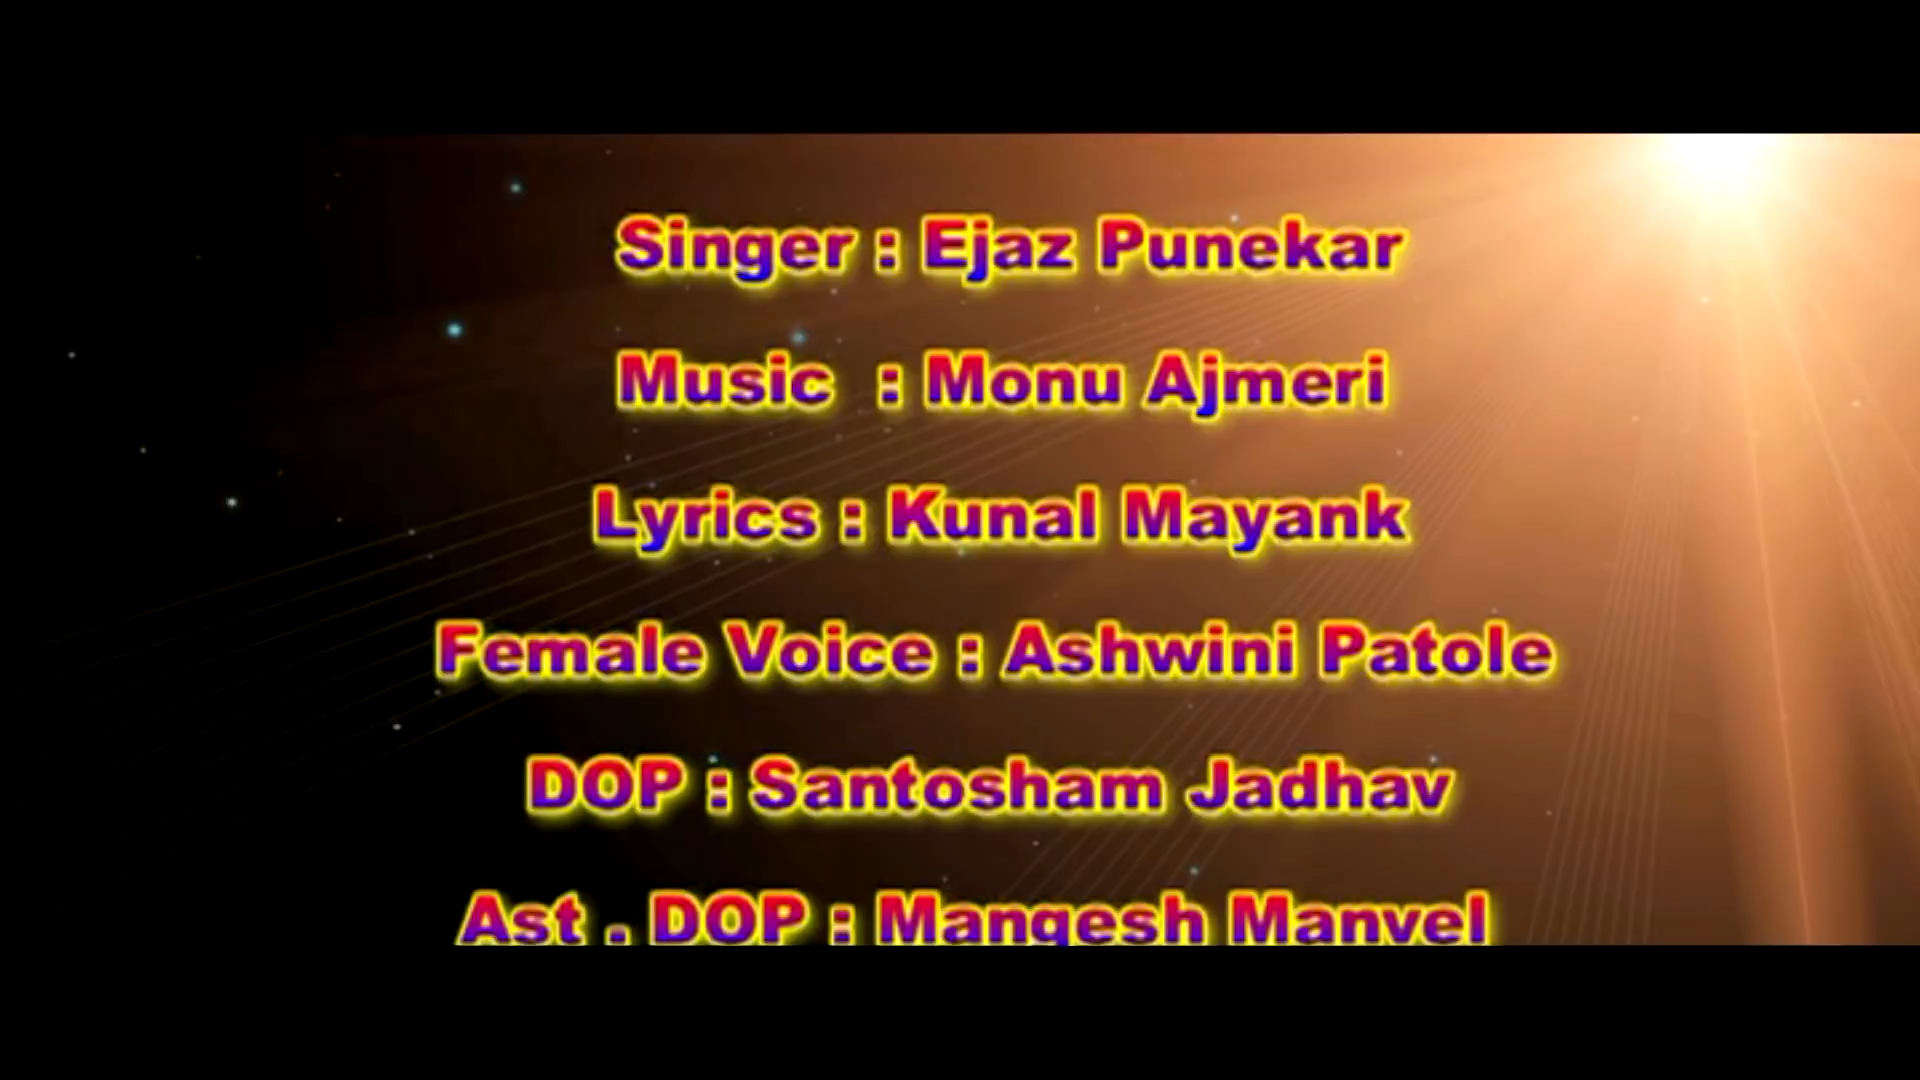 Singer : Ejaz Punekar
Music : Monu Ajmeri
Lyrics : Kunal Mayank
Female Voice : Ashwini Patole
DOP : Santosham Jadhav
Ast . DOP : Mangesh Manvel